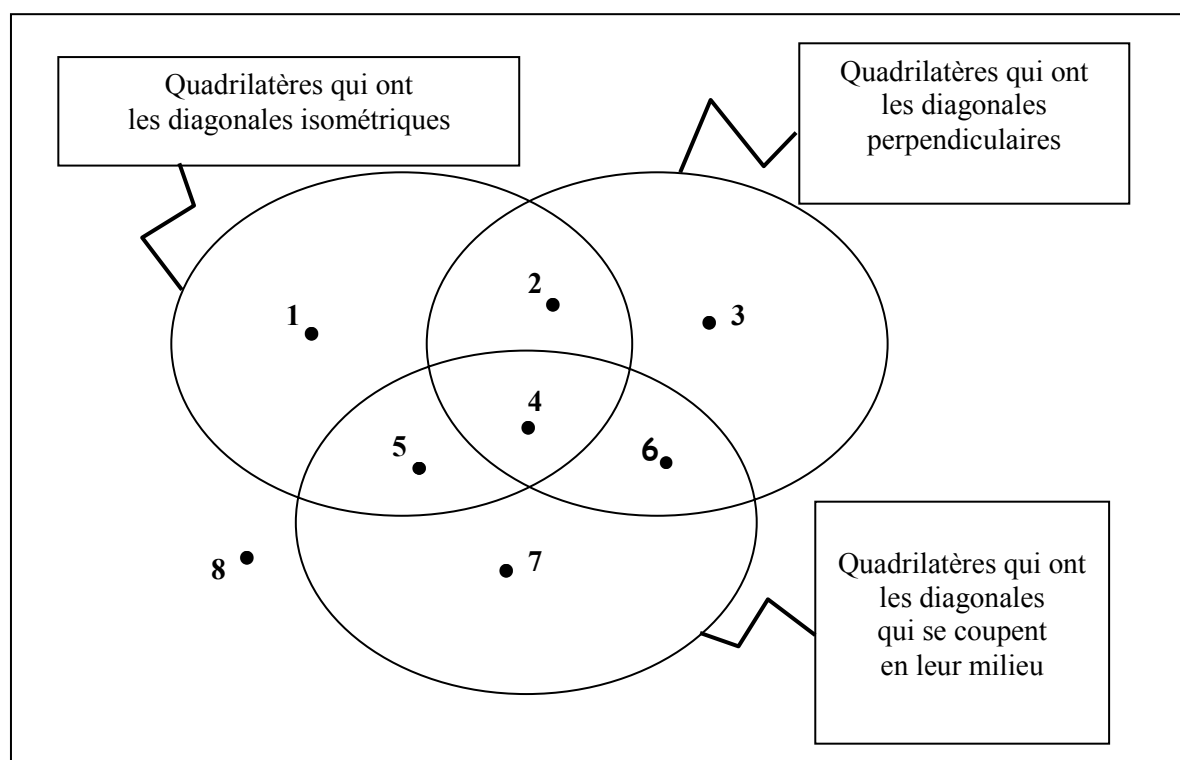 Quadrilatères qui ont
les diagonales isométriques
Quadrilatères qui ont
les diagonales
perpendiculaires
2
1
3
4
5
6
8
7
Quadrilatères qui ont
les diagonales
qui se coupent
en leur milieu